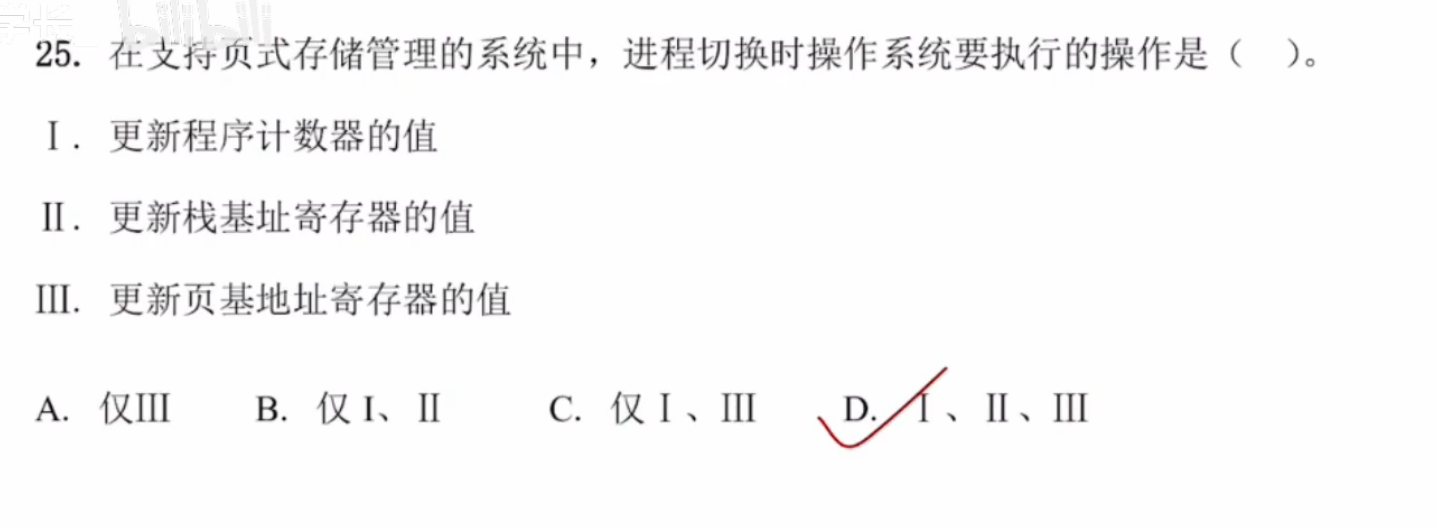 学长
bilibili
25. 在支持页式存储管理的系统中，进程切换时操作系统要执行的操作是（ ）。
Ⅰ. 更新程序计数器的值
Ⅱ. 更新栈基址寄存器的值
Ⅲ. 更新页基地址寄存器的值
A. 仅Ⅲ B. 仅 I、Ⅱ C. 仅Ⅰ、Ⅲ D. Ⅰ、Ⅱ、Ⅲ